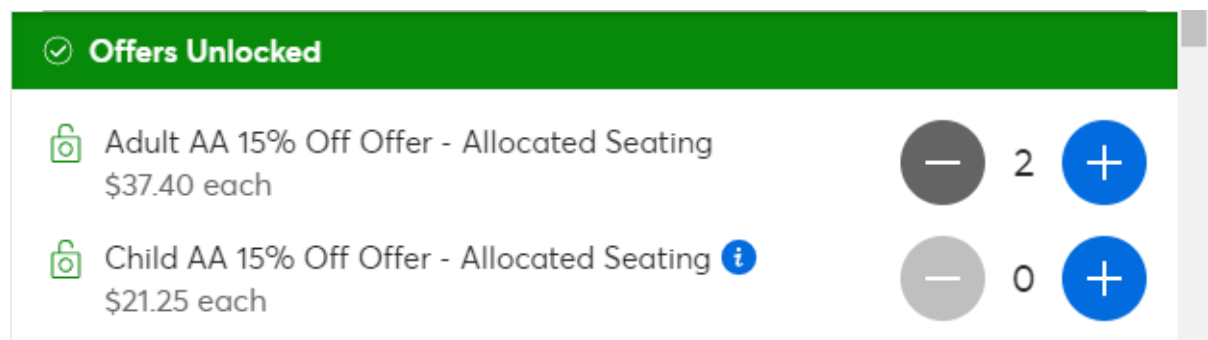 Offers Unlocked
Adult AA 15% Off Offer - Allocated Seating
$37.40 each
2
Child AA 15% Off Offer - Allocated Seating
$21.25 each
0